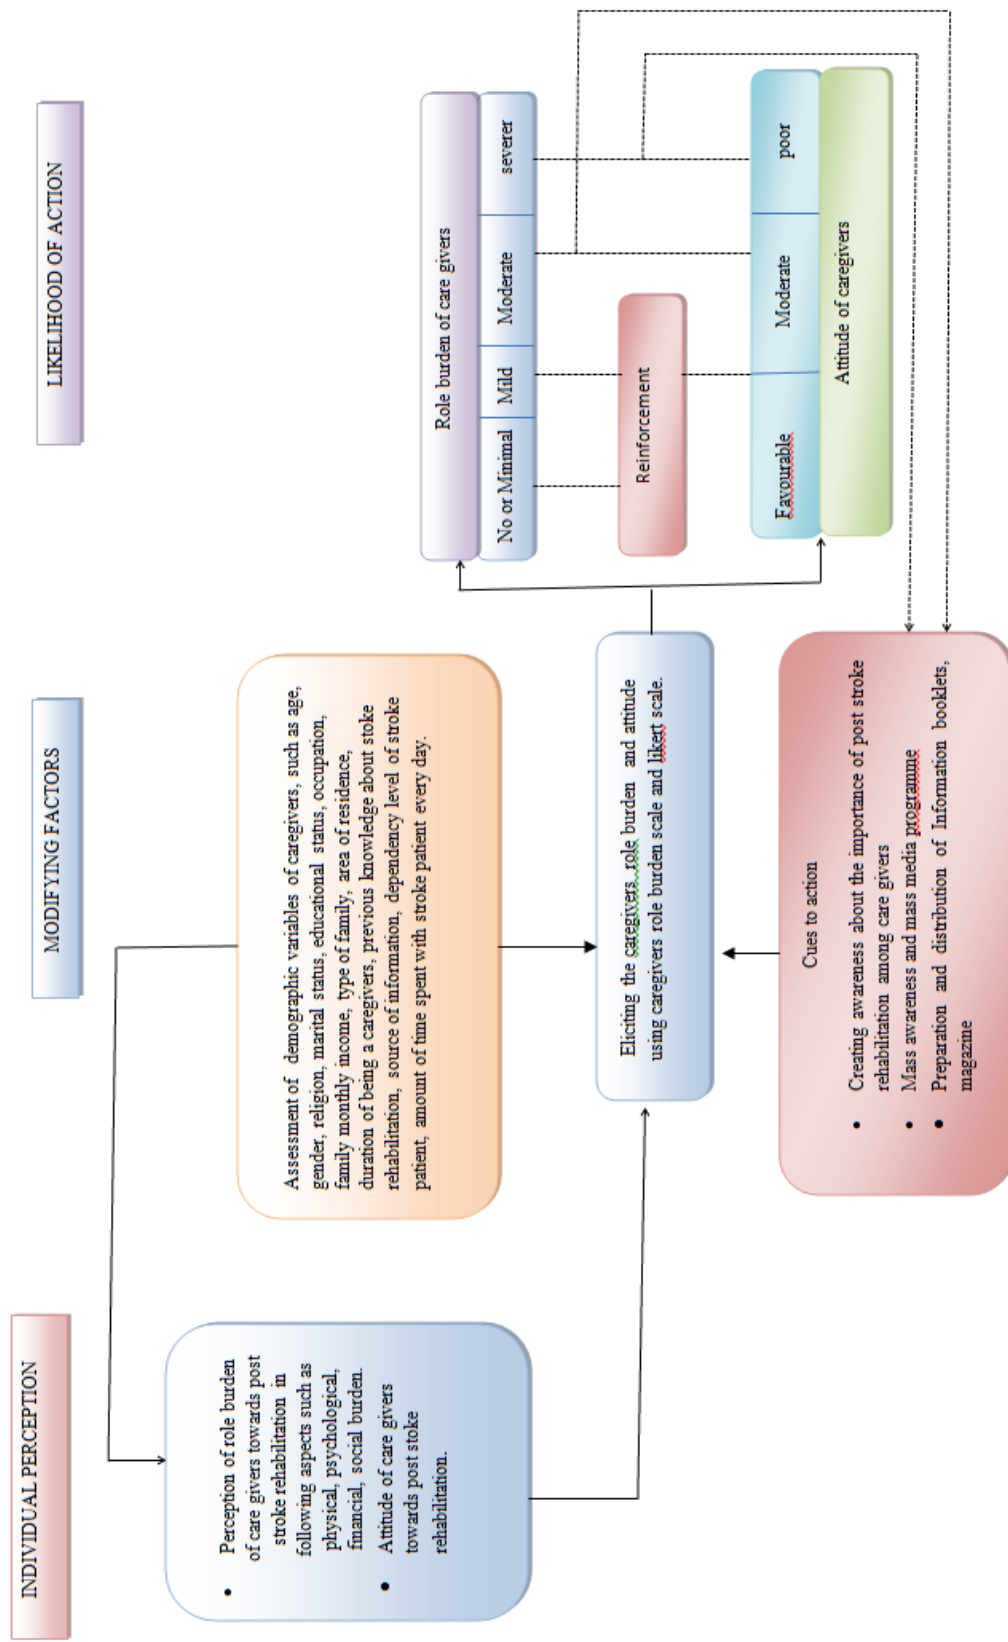 INDIVIDUAL PERCEPTION
MODIFYING FACTORS
LIKELIHOOD OF ACTION
• Perception of role burden
of care givers towards post
stroke rehabilitation in
following aspects such as
physical, psychological,
financial, social burden.
• Attitude of care givers
towards post stoke
rehabilitation.
Assessment of demographic variables of caregivers, such as age,
gender, religion, marital status, educational status, occupation,
family monthly income, type of family, area of residence,
duration of being a caregivers, previous knowledge about stoke
rehabilitation, source of information, dependency level of stroke
patient, amount of time spent with stroke patient every day.
Eliciting the caregivers role burden and attitude
using caregivers role burden scale and likert scale.
Cues to action
• Creating awareness about the importance of post stroke
rehabilitation among care givers
• Mass awareness and mass media programme
• Preparation and distribution of Information booklets,
magazine
Role burden of care givers
No or Minimal Mild Moderate severer
Reinforcement
Favourable Moderate poor
Attitude of caregivers